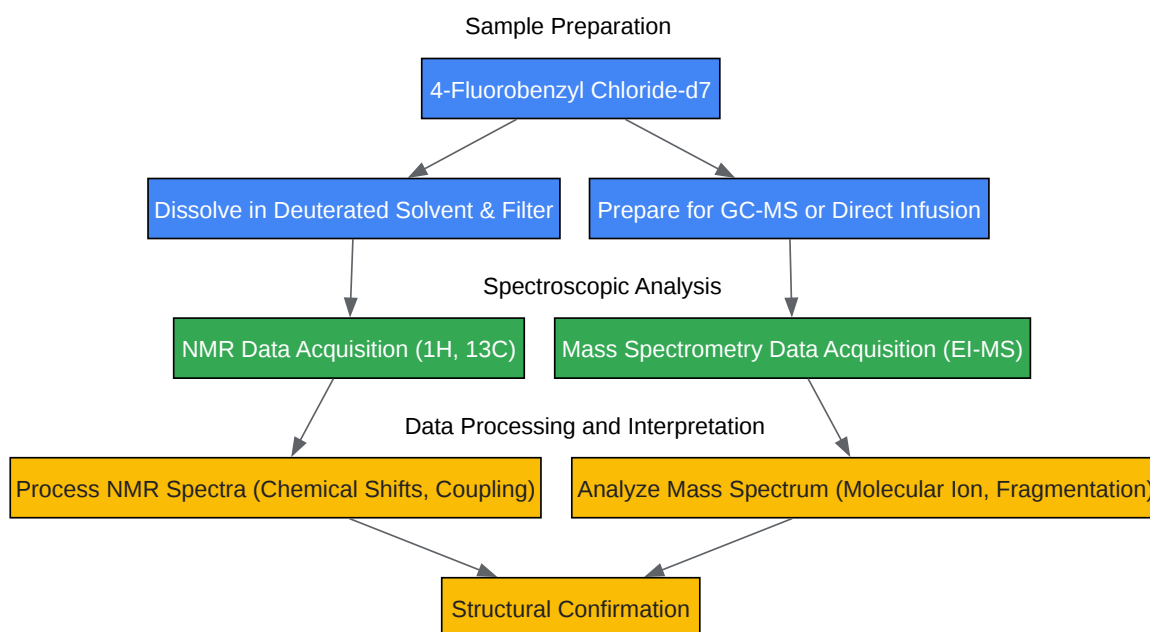 Sample Preparation
4-Fluorobenzyl Chloride-d7
Dissolve in Deuterated Solvent & Filter
Prepare for GC-MS or Direct Infusion
Spectroscopic Analysis
NMR Data Acquisition (1H, 13C)
Mass Spectrometry Data Acquisition (EI-MS)
Data Processing and Interpretation
Process NMR Spectra (Chemical Shifts, Coupling)
Analyze Mass Spectrum (Molecular Ion, Fragmentation)
Structural Confirmation